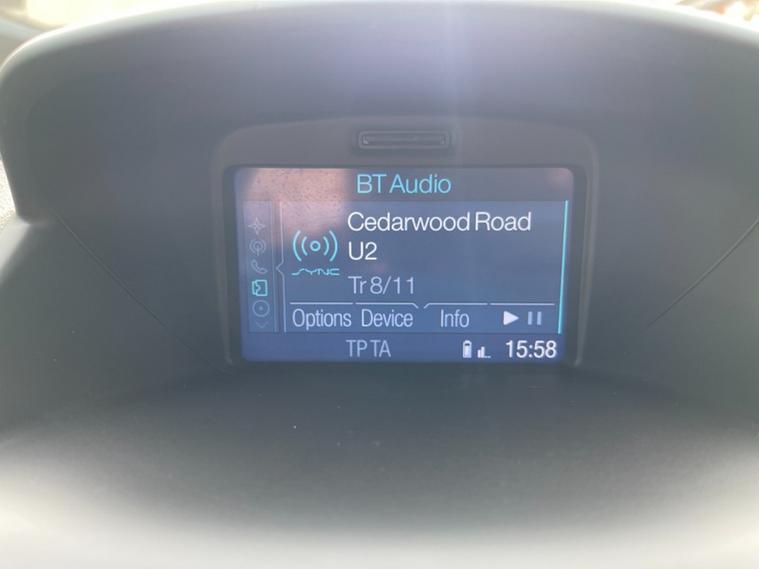 BT Audio
Cedarwood Road
U2
SYNC
Tr 8/11
Options Device Info
TP TA 15:58